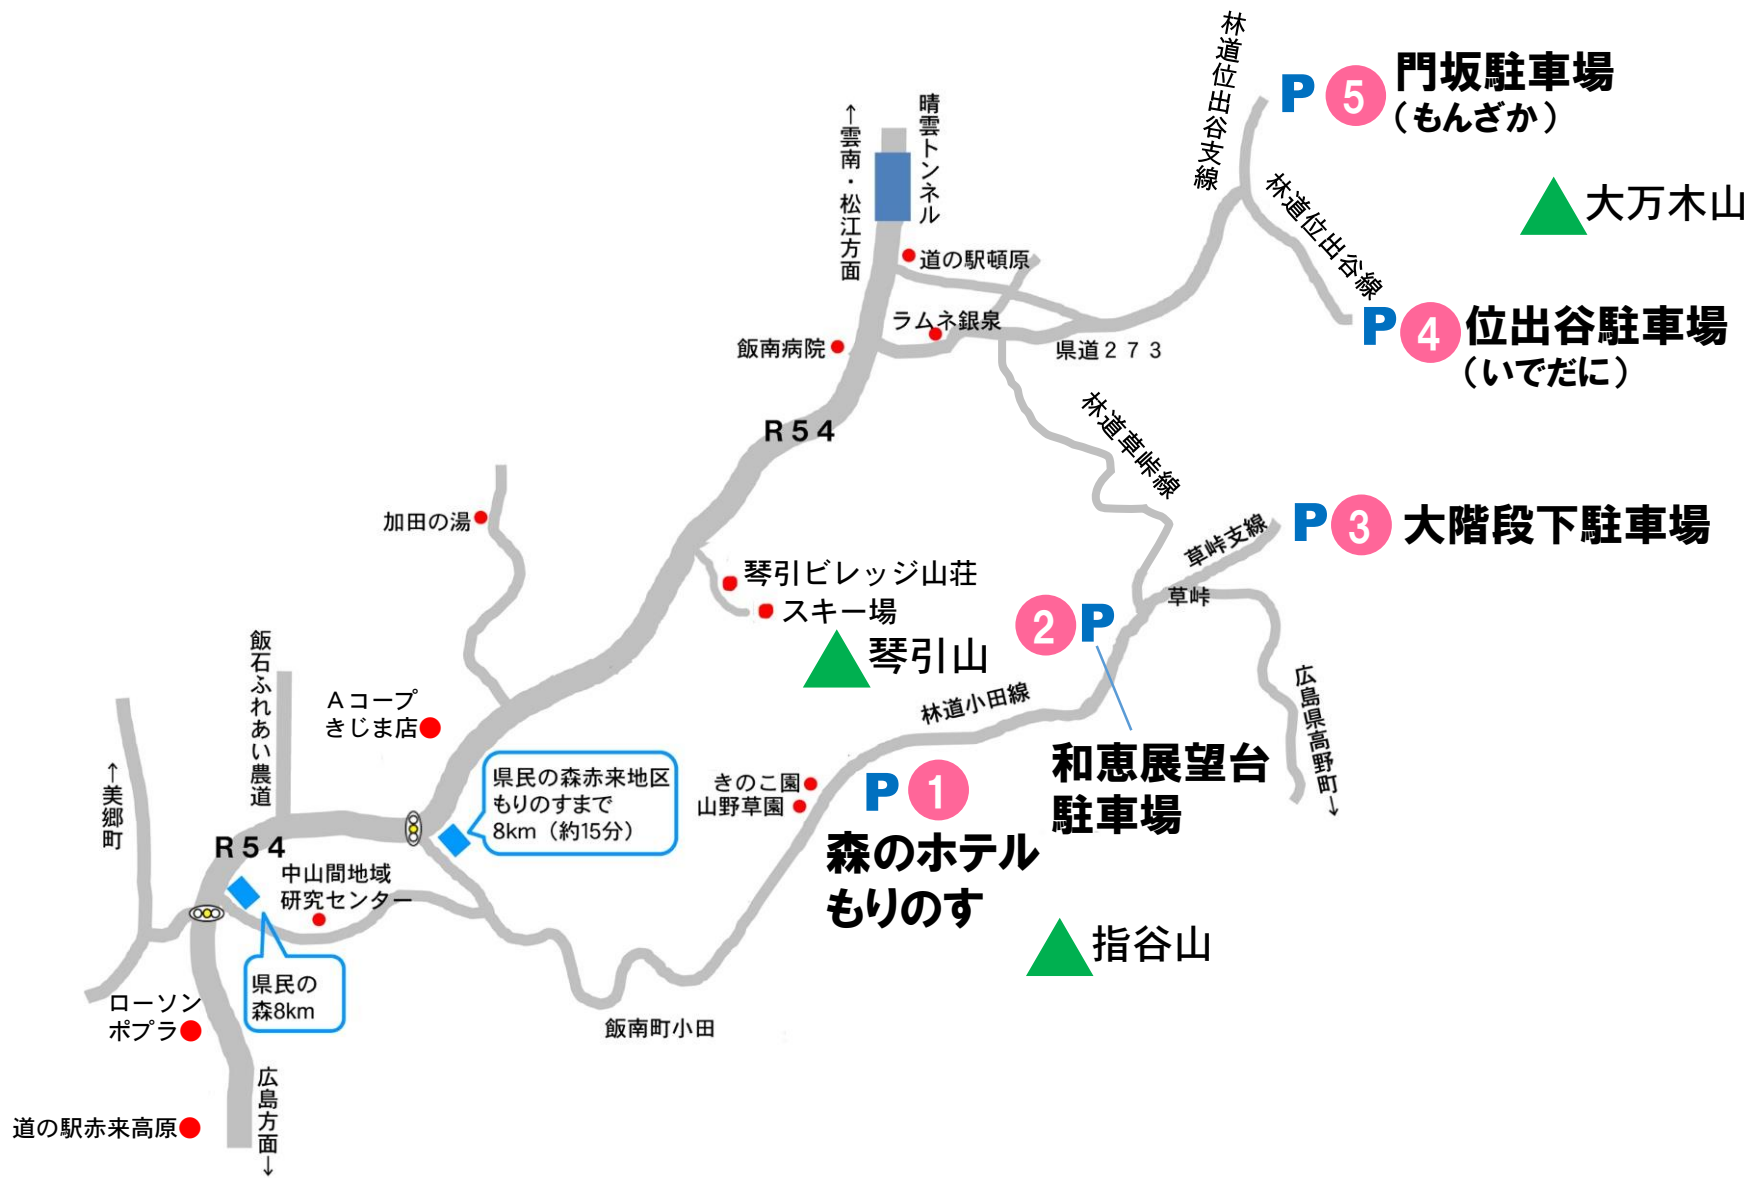 林道位出谷支線
P 5 門坂駐車場
(もんざか)
大万木山
林道位出谷線
P 4 位出谷駐車場
(いでだに)
↑雲南・松江方面
晴雲トンネル
道の駅頓原
ラムネ銀泉
飯南病院
県道273
R54
林道草峠線
加田の湯
草峠支線
P 3 大階段下駐車場
草峠
琴引ビレッジ山荘
スキー場
2 P
和恵展望台
駐車場
琴引山
林道小田線
広島県高野町↓
飯石ふれあい農道
Aコープ
きじま店
↑美郷町
県民の森赤来地区
もりのすまで
8km(約15分)
きのこ園
山野草園
P 1
森のホテル
もりのす
R54
中山間地域
研究センター
指谷山
県民の
森8km
ローソン
ポプラ
飯南町小田
広島方面↓
道の駅赤来高原